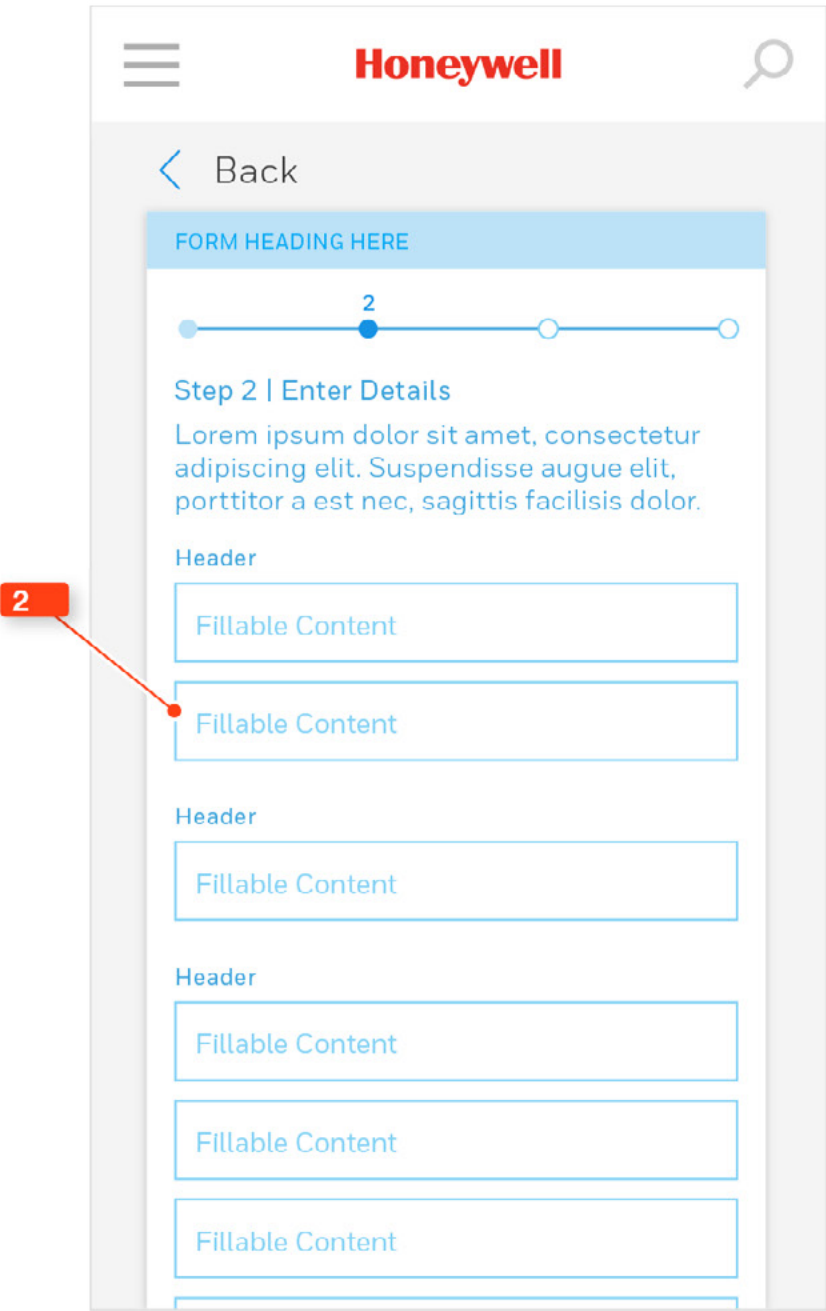 Honeywell
Back
FORM HEADING HERE
2
Step 2 | Enter Details
Lorem ipsum dolor sit amet, consectetur
adipiscing elit. Suspendisse augue elit,
porttitor a est nec, sagittis facilisis dolor.
Header
2
Fillable Content
Fillable Content
Header
Fillable Content
Header
Fillable Content
Fillable Content
Fillable Content